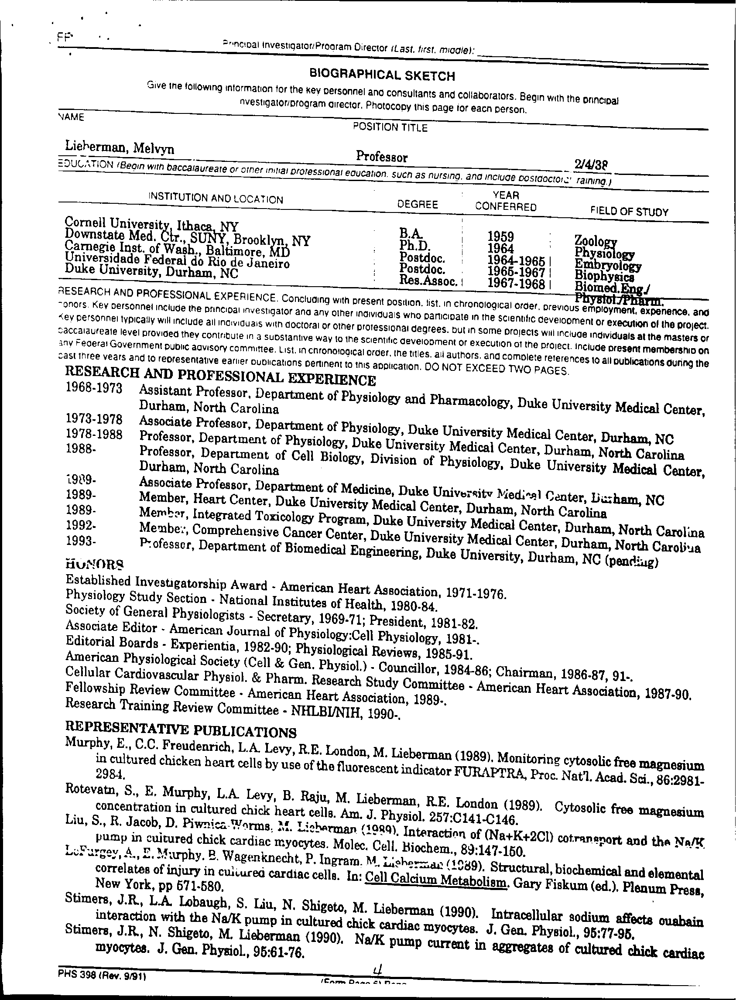 FF
Principal Investigator/Program Director (Last, first, middle):
BIOGRAPHICAL SKETCH
Give the following information for the key personnel and consultants and collaborators. Begin with the principal
investigator/program director. Photocopy this page for each person.
NAME
POSITION TITLE
Lieberman, Melvyn
Professor
2/4/38
EDUCATION (Begin with baccalaureate or other initial professional education, such as nursing, and include postdoctoral training.)
INSTITUTION AND LOCATION
DEGREE
YEAR CONFERRED
FIELD OF STUDY
Cornell University, Ithaca, NY B.A. 1959 Zoology
Downstate Med. Ctr., SUNY, Brooklyn, NY Ph.D. 1964 Physiology
Carnegie Inst. of Wash., Baltimore, MD Postdoc. 1964-1965 Embryology
Universidade Federal do Rio de Janeiro Postdoc. 1965-1967 Biophysics
Duke University, Durham, NC Res.Assoc. 1967-1968 Biomed.Eng./
Physiol./Pharm.
RESEARCH AND PROFESSIONAL EXPERIENCE. Concluding with present position, list, in chronological order, previous employment, experience, and
honors. Key personnel include the principal investigator and any other individuals who participate in the scientific development or execution of the project.
Key personnel typically will include all individuals with doctoral or other professional degrees, but in some projects will include individuals at the masters or
baccalaureate level provided they contribute in a substantive way to the scientific development or execution of the project. Include present membership on
any Federal Government public advisory committee. List, in chronological order, the titles, all authors, and complete references to all publications during the
past three years and to representative earlier publications pertinent to this application. DO NOT EXCEED TWO PAGES.
RESEARCH AND PROFESSIONAL EXPERIENCE
1968-1973 Assistant Professor, Department of Physiology and Pharmacology, Duke University Medical Center,
Durham, North Carolina
1973-1978 Associate Professor, Department of Physiology, Duke University Medical Center, Durham, NC
1978-1988 Professor, Department of Physiology, Duke University Medical Center, Durham, North Carolina
1988- Professor, Department of Cell Biology, Division of Physiology, Duke University Medical Center,
Durham, North Carolina
1989- Associate Professor, Department of Medicine, Duke University Medical Center, Durham, NC
1989- Member, Heart Center, Duke University Medical Center, Durham, North Carolina
1989- Member, Integrated Toxicology Program, Duke University Medical Center, Durham, North Carolina
1992- Member, Comprehensive Cancer Center, Duke University Medical Center, Durham, North Carolina
1993- Professor, Department of Biomedical Engineering, Duke University, Durham, NC (pending)
HONORS
Established Investigatorship Award - American Heart Association, 1971-1976.
Physiology Study Section - National Institutes of Health, 1980-84.
Society of General Physiologists - Secretary, 1969-71; President, 1981-82.
Associate Editor - American Journal of Physiology:Cell Physiology, 1981-.
Editorial Boards - Experientia, 1982-90; Physiological Reviews, 1985-91.
American Physiological Society (Cell & Gen. Physiol.) - Councillor, 1984-86; Chairman, 1986-87, 91-.
Cellular Cardiovascular Physiol. & Pharm. Research Study Committee - American Heart Association, 1987-90.
Fellowship Review Committee - American Heart Association, 1989-.
Research Training Review Committee - NHLBI/NIH, 1990-.
REPRESENTATIVE PUBLICATIONS
Murphy, E., C.C. Freudenrich, L.A. Levy, R.E. London, M. Lieberman (1989). Monitoring cytosolic free magnesium
in cultured chicken heart cells by use of the fluorescent indicator FURAPTRA, Proc. Nat'l. Acad. Sci., 86:2981-
2984.
Rotevatn, S., E. Murphy, L.A. Levy, B. Raju, M. Lieberman, R.E. London (1989). Cytosolic free magnesium
concentration in cultured chick heart cells. Am. J. Physiol. 257:C141-C146.
Liu, S., R. Jacob, D. Piwnica-Worms, M. Lieberman (1989). Interaction of (Na+K+2Cl) cotransport and the Na/K
pump in cultured chick cardiac myocytes. Molec. Cell. Biochem., 89:147-150.
LeFurgey, A., E. Murphy, B. Wagenknecht, P. Ingram, M. Lieberman (1989). Structural, biochemical and elemental
correlates of injury in cultured cardiac cells. In: Cell Calcium Metabolism, Gary Fiskum (ed.). Plenum Press,
New York, pp 571-580.
Stimers, J.R., L.A. Lobaugh, S. Liu, N. Shigeto, M. Lieberman (1990). Intracellular sodium affects ouabain
interaction with the Na/K pump in cultured chick cardiac myocytes. J. Gen. Physiol., 95:77-95.
Stimers, J.R., N. Shigeto, M. Lieberman (1990). Na/K pump current in aggregates of cultured chick cardiac
myocytes. J. Gen. Physiol., 95:61-76.
PHS 398 (Rev. 9/91)
4
(Form Page 6) Page